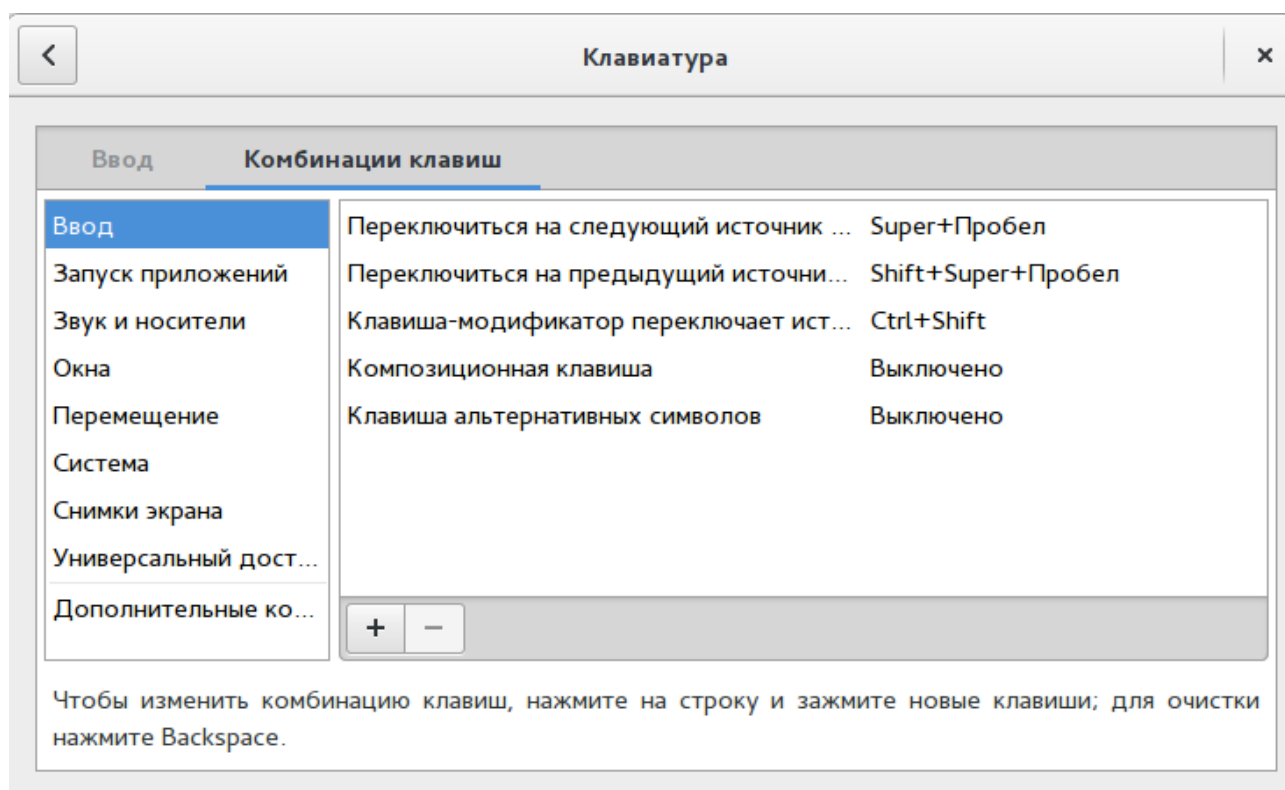 Клавиатура
Ввод
Комбинации клавиш
Ввод
Запуск приложений
Звук и носители
Окна
Перемещение
Система
Снимки экрана
Универсальный дост...
Дополнительные ко...
Переключиться на следующий источник ... Super+Пробел
Переключиться на предыдущий источни... Shift+Super+Пробел
Клавиша-модификатор переключает ист... Ctrl+Shift
Композиционная клавиша Выключено
Клавиша альтернативных символов Выключено
Чтобы изменить комбинацию клавиш, нажмите на строку и зажмите новые клавиши; для очистки
нажмите Backspace.